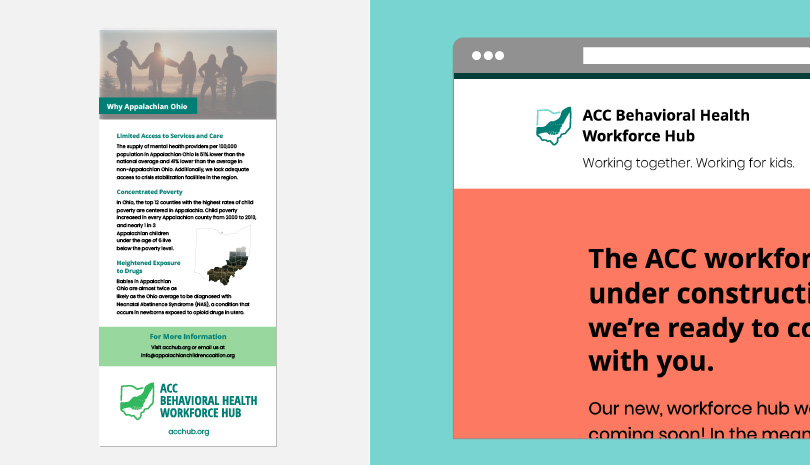 Why Appalachian Ohio
Limited Access to Services and Care
The supply of mental health providers per 100,000
population in Appalachian Ohio is 51% lower than the
national average and 41% lower than the average in
non-Appalachian Ohio. Additionally, we lack adequate
access to crisis stabilization facilities in the region.
Concentrated Poverty
In Ohio, the top 12 counties with the highest rates of child
poverty are centered in Appalachia. Child poverty
increased in every Appalachian county from 2000 to 2013,
and nearly 1 in 3
Appalachian children
under the age of 6 live
below the poverty level.
Heightened Exposure
to Drugs
Babies in Appalachian
Ohio are almost twice as
likely as the Ohio average to be diagnosed with
Neonatal Abstinence Syndrome (NAS), a condition that
occurs in newborns exposed to opioid drugs in utero.
For More Information
Visit acchub.org or email us at
info@appalachianchildrencoalition.org
ACC
BEHAVIORAL HEALTH
WORKFORCE HUB
acchub.org
ACC Behavioral Health
Workforce Hub
Working together. Working for kids.
The ACC workfor
under constructi
we're ready to co
with you.
Our new, workforce hub w
coming soon! In the mean